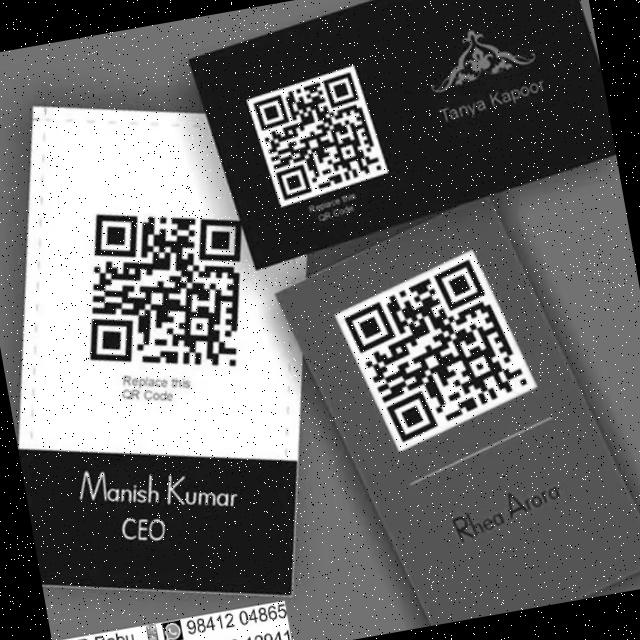 Tanya Kapoor
Replace this
QR Code
Replace this
QR Code
Manish Kumar
CEO
Rhea Arora
98412 04865